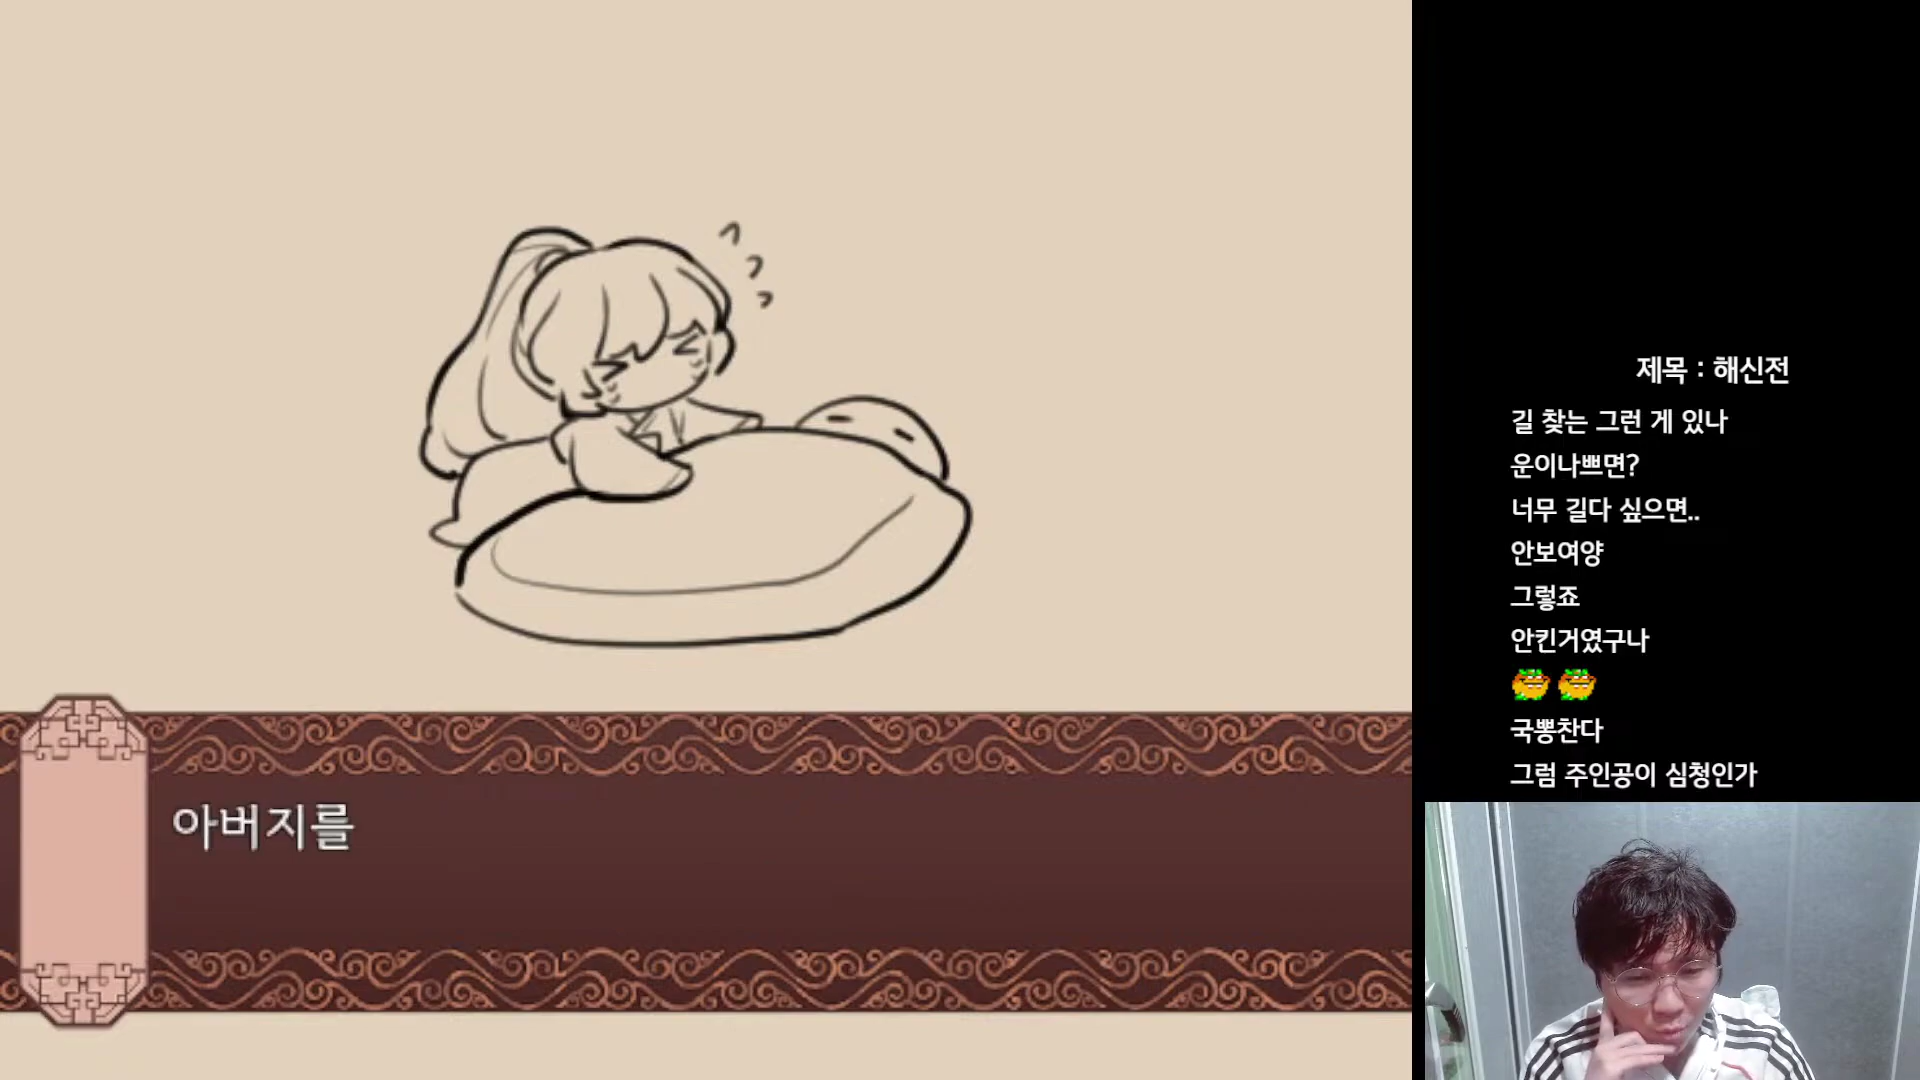 아버지를
제목 : 해신전
길 찾는 그런 게 있나
운이나쁘면?
너무 길다 싶으면..
안보여양
그렇죠
안킨거였구나
국뽕찬다
그럼 주인공이 심청인가